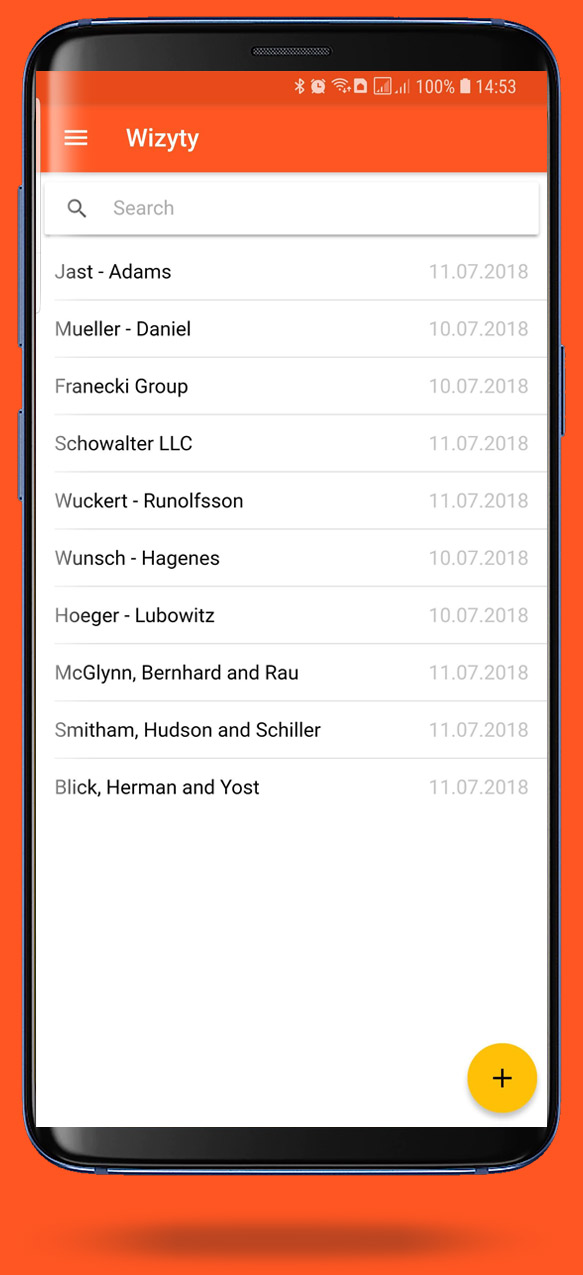 100% 14:53
Wizyty
Search
Jast - Adams 11.07.2018
Mueller - Daniel 10.07.2018
Franecki Group 10.07.2018
Schowalter LLC 11.07.2018
Wuckert - Runolfsson 11.07.2018
Wunsch - Hagenes 10.07.2018
Hoeger - Lubowitz 10.07.2018
McGlynn, Bernhard and Rau 11.07.2018
Smitham, Hudson and Schiller 11.07.2018
Blick, Herman and Yost 11.07.2018